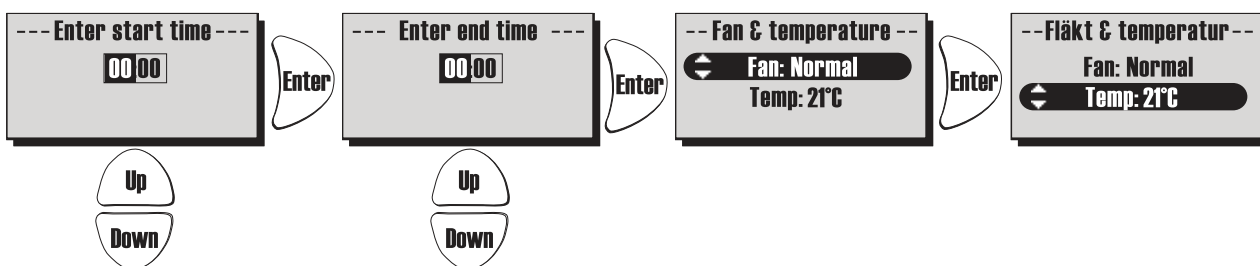 ---Enter start time---
00:00
Enter
Up
Down
--- Enter end time ---
00:00
Enter
Up
Down
--Fan & temperature --
Fan: Normal
Temp: 21°C
Enter
--Fläkt & temperatur--
Fan: Normal
Temp: 21°C